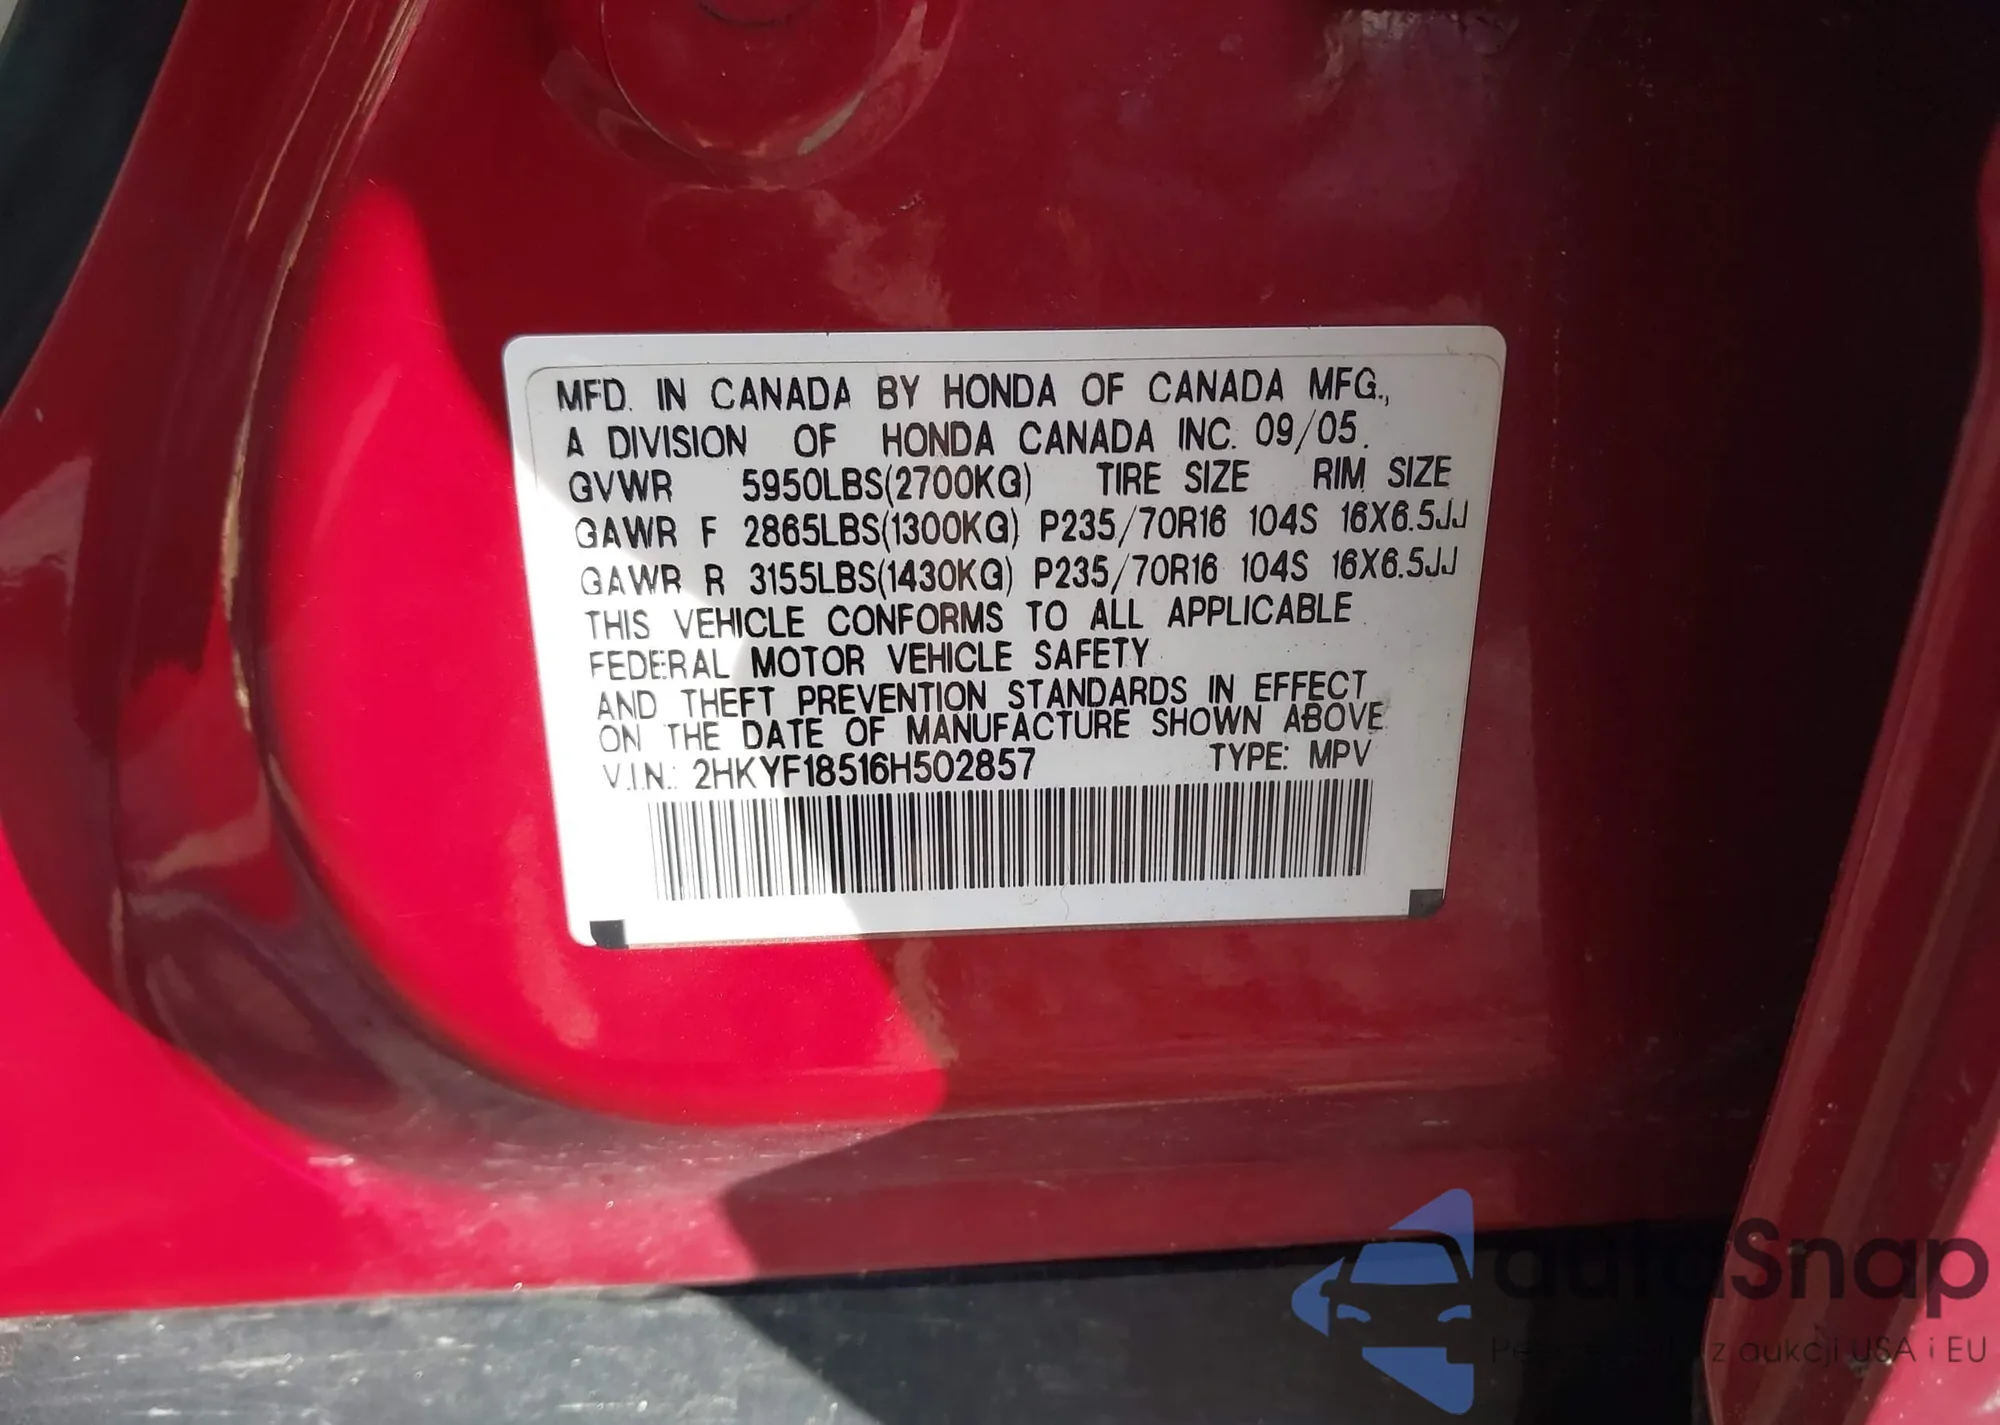 MFD. IN CANADA BY HONDA OF CANADA MFG.,
A DIVISION OF HONDA CANADA INC. 09/05.
GVWR 5950LBS(2700KG) TIRE SIZE RIM SIZE
GAWR F 2865LBS(1300KG) P235/70R16 104S 16X6.5JJ
GAWR R 3155LBS(1430KG) P235/70R16 104S 16X6.5JJ
THIS VEHICLE CONFORMS TO ALL APPLICABLE
FEDERAL MOTOR VEHICLE SAFETY
AND THEFT PREVENTION STANDARDS IN EFFECT
ON THE DATE OF MANUFACTURE SHOWN ABOVE.
V.I.N.: 2HKYF18516H502857 TYPE: MPV
autoSnap
z aukcji USA i EU